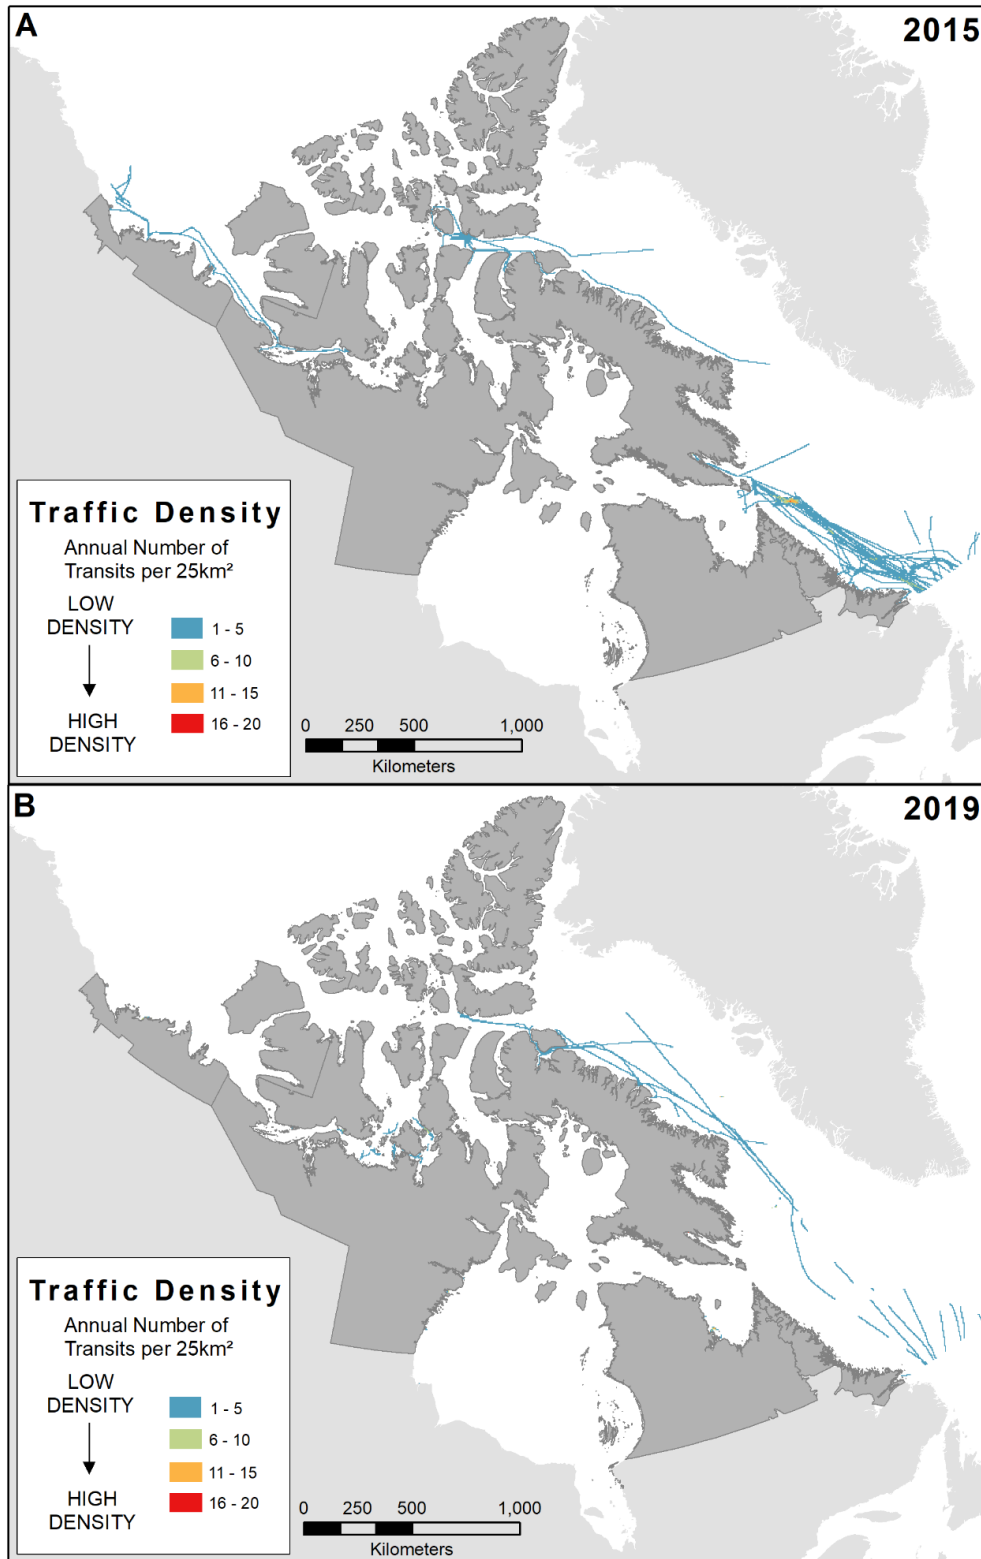 A
2015
Traffic Density
Annual Number of
Transits per 25km²
LOW
DENSITY
HIGH
DENSITY
1 - 5
6 - 10
11 - 15
16 - 20
0 250 500 1,000
Kilometers
B
2019
Traffic Density
Annual Number of
Transits per 25km²
LOW
DENSITY
HIGH
DENSITY
1 - 5
6 - 10
11 - 15
16 - 20
0 250 500 1,000
Kilometers